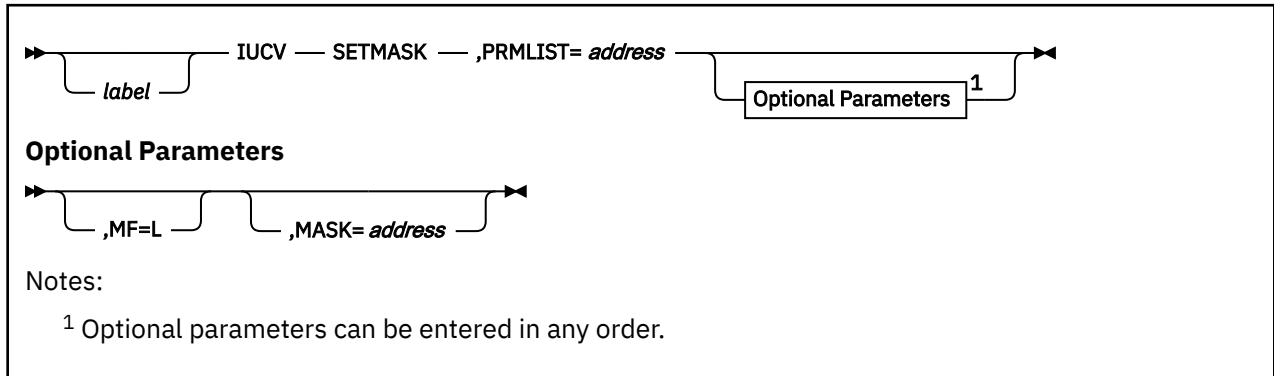 IUCV SETMASK ,PRMLIST= address
label
Optional Parameters 1
Optional Parameters
,MF=L ,MASK= address
Notes:
1 Optional parameters can be entered in any order.